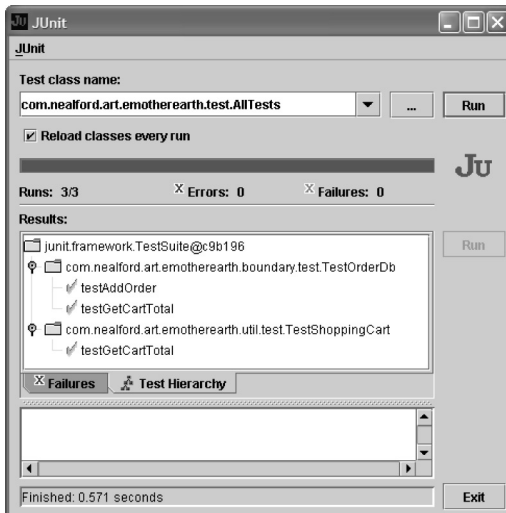 JU JUnit
JUnit
Test class name:
com.nealford.art.emotherearth.test.AllTests ... Run
Reload classes every run
JU
Runs: 3/3 X Errors: 0 X Failures: 0
Results:
junit.framework.TestSuite@c9b196 Run
com.nealford.art.emotherearth.boundary.test.TestOrderDb
testAddOrder
testGetCartTotal
com.nealford.art.emotherearth.util.test.TestShoppingCart
testGetCartTotal
X Failures Test Hierarchy
Finished: 0.571 seconds Exit